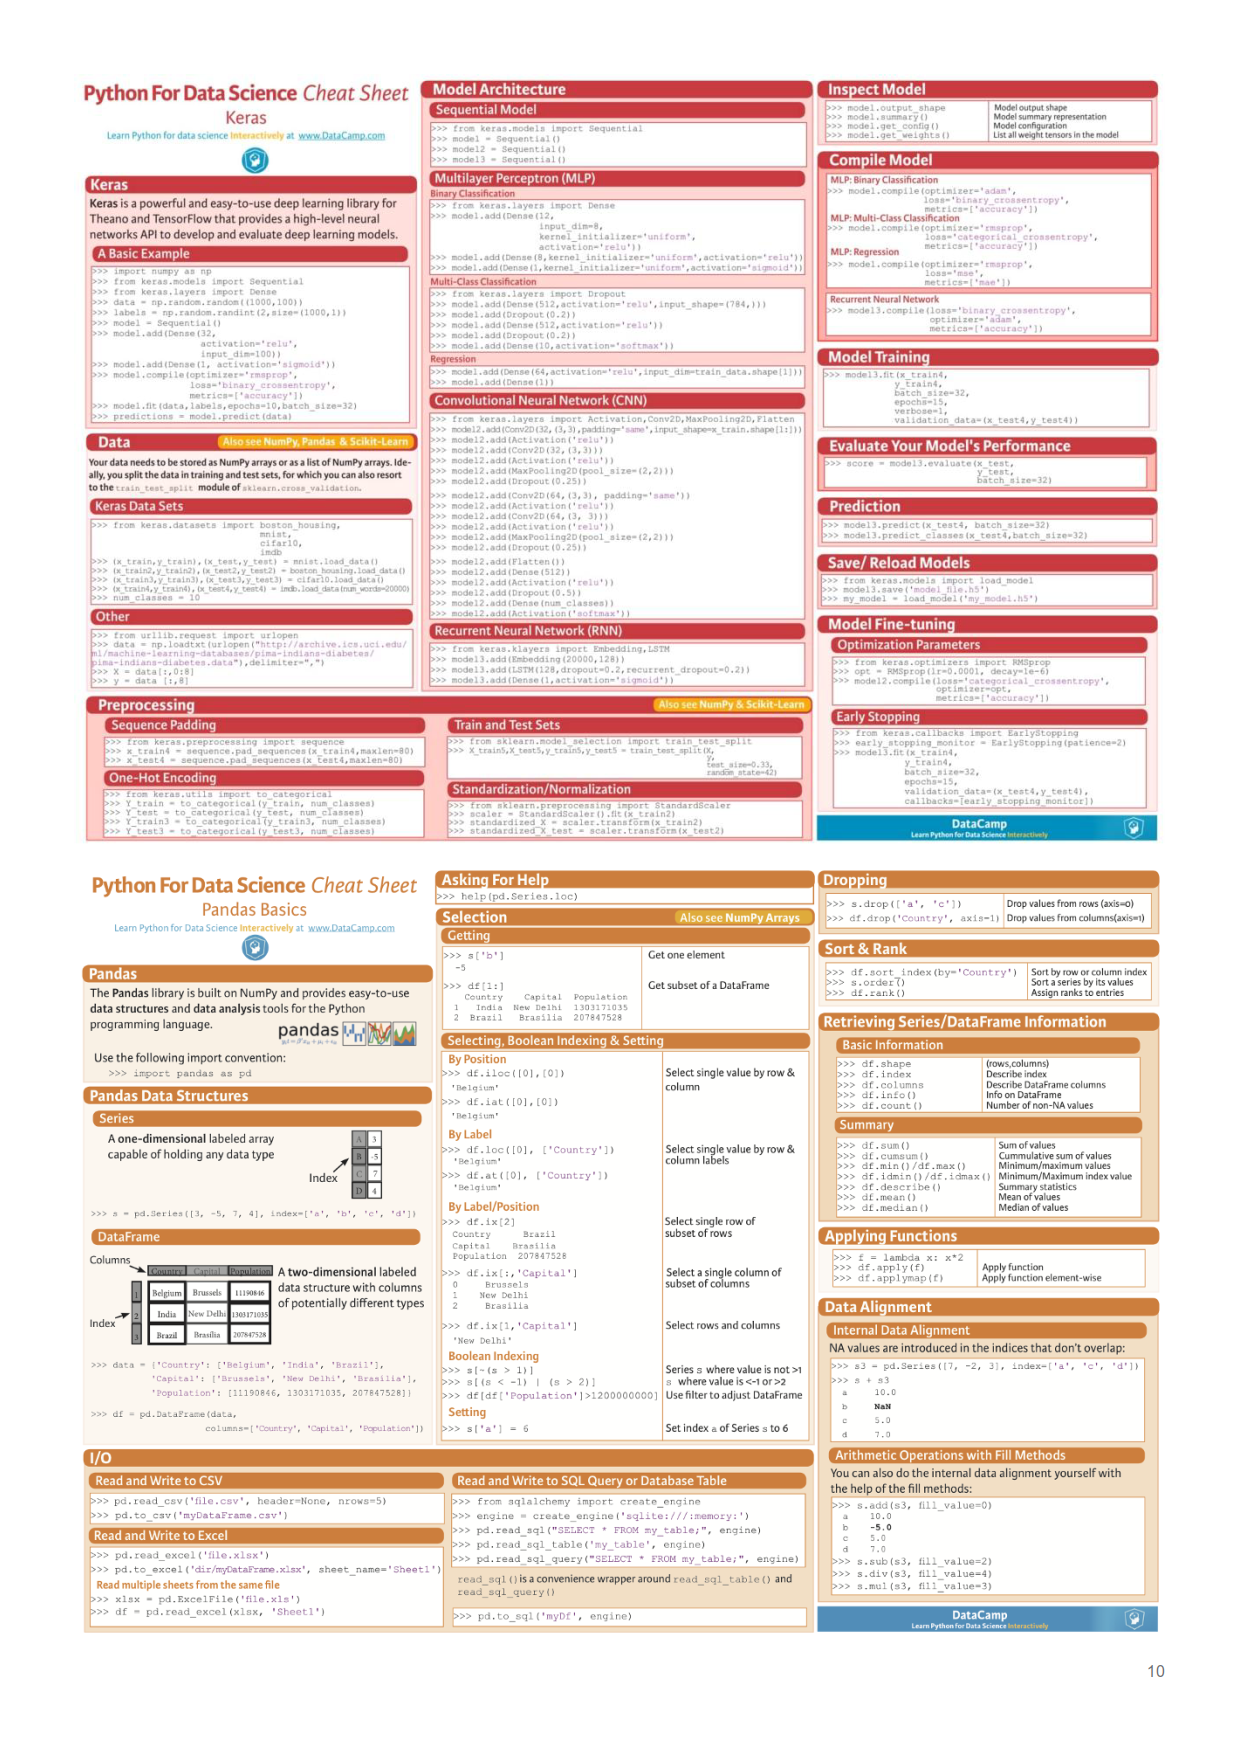 Python For Data Science Cheat Sheet
Keras
Learn Python for data science Interactively at www.DataCamp.com
Keras
Keras is a powerful and easy-to-use deep learning library for
Theano and TensorFlow that provides a high-level neural
networks API to develop and evaluate deep learning models.
A Basic Example
>>> import numpy as np
>>> from keras.models import Sequential
>>> from keras.layers import Dense
>>> data = np.random.random((1000,100))
>>> labels = np.random.randint(2,size=(1000,1))
>>> model = Sequential()
>>> model.add(Dense(32,
activation='relu',
input_dim=100))
>>> model.add(Dense(1, activation='sigmoid'))
>>> model.compile(optimizer='rmsprop',
loss='binary_crossentropy',
metrics=['accuracy'])
>>> model.fit(data,labels,epochs=10,batch_size=32)
>>> predictions = model.predict(data)
Data
Also see NumPy, Pandas & Scikit-Learn
Your data needs to be stored as NumPy arrays or as a list of NumPy arrays. Ide-
ally, you split the data in training and test sets, for which you can also resort
to the train_test_split module of sklearn.cross_validation.
Keras Data Sets
>>> from keras.datasets import boston_housing,
mnist,
cifar10,
imdb
>>> (x_train,y_train),(x_test,y_test) = mnist.load_data()
>>> (x_train2,y_train2),(x_test2,y_test2) = boston_housing.load_data()
>>> (x_train3,y_train3),(x_test3,y_test3) = cifar10.load_data()
>>> (x_train4,y_train4),(x_test4,y_test4) = imdb.load_data(num_words=20000)
>>> num_classes = 10
Other
>>> from urllib.request import urlopen
>>> data = np.loadtxt(urlopen("http://archive.ics.uci.edu/
ml/machine-learning-databases/pima-indians-diabetes/
pima-indians-diabetes.data"),delimiter=",")
>>> X = data[:,0:8]
>>> y = data [:,8]
Model Architecture
Sequential Model
>>> from keras.models import Sequential
>>> model = Sequential()
>>> model2 = Sequential()
>>> model3 = Sequential()
Multilayer Perceptron (MLP)
Binary Classification
>>> from keras.layers import Dense
>>> model.add(Dense(12,
input_dim=8,
kernel_initializer='uniform',
activation='relu'))
>>> model.add(Dense(8,kernel_initializer='uniform',activation='relu'))
>>> model.add(Dense(1,kernel_initializer='uniform',activation='sigmoid'))
Multi-Class Classification
>>> from keras.layers import Dropout
>>> model.add(Dense(512,activation='relu',input_shape=(784,)))
>>> model.add(Dropout(0.2))
>>> model.add(Dense(512,activation='relu'))
>>> model.add(Dropout(0.2))
>>> model.add(Dense(10,activation='softmax'))
Regression
>>> model.add(Dense(64,activation='relu',input_dim=train_data.shape[1]))
>>> model.add(Dense(1))
Convolutional Neural Network (CNN)
>>> from keras.layers import Activation,Conv2D,MaxPooling2D,Flatten
>>> model2.add(Conv2D(32,(3,3),padding='same',input_shape=x_train.shape[1:]))
>>> model2.add(Activation('relu'))
>>> model2.add(Conv2D(32,(3,3)))
>>> model2.add(Activation('relu'))
>>> model2.add(MaxPooling2D(pool_size=(2,2)))
>>> model2.add(Dropout(0.25))
>>> model2.add(Conv2D(64,(3,3), padding='same'))
>>> model2.add(Activation('relu'))
>>> model2.add(Conv2D(64,(3, 3)))
>>> model2.add(Activation('relu'))
>>> model2.add(MaxPooling2D(pool_size=(2,2)))
>>> model2.add(Dropout(0.25))
>>> model2.add(Flatten())
>>> model2.add(Dense(512))
>>> model2.add(Activation('relu'))
>>> model2.add(Dropout(0.5))
>>> model2.add(Dense(num_classes))
>>> model2.add(Activation('softmax'))
Recurrent Neural Network (RNN)
>>> from keras.klayers import Embedding,LSTM
>>> model3.add(Embedding(20000,128))
>>> model3.add(LSTM(128,dropout=0.2,recurrent_dropout=0.2))
>>> model3.add(Dense(1,activation='sigmoid'))
Preprocessing
Also see NumPy & Scikit-Learn
Sequence Padding
>>> from keras.preprocessing import sequence
>>> x_train4 = sequence.pad_sequences(x_train4,maxlen=80)
>>> x_test4 = sequence.pad_sequences(x_test4,maxlen=80)
One-Hot Encoding
>>> from keras.utils import to_categorical
>>> Y_train = to_categorical(y_train, num_classes)
>>> Y_test = to_categorical(y_test, num_classes)
>>> Y_train3 = to_categorical(y_train3, num_classes)
>>> Y_test3 = to_categorical(y_test3, num_classes)
Train and Test Sets
>>> from sklearn.model_selection import train_test_split
>>> X_train5,X_test5,y_train5,y_test5 = train_test_split(X,
y,
test_size=0.33,
random_state=42)
Standardization/Normalization
>>> from sklearn.preprocessing import StandardScaler
>>> scaler = StandardScaler().fit(x_train2)
>>> standardized_X = scaler.transform(x_train2)
>>> standardized_X_test = scaler.transform(x_test2)
Inspect Model
>>> model.output_shape Model output shape
>>> model.summary() Model summary representation
>>> model.get_config() Model configuration
>>> model.get_weights() List all weight tensors in the model
Compile Model
MLP: Binary Classification
>>> model.compile(optimizer='adam',
loss='binary_crossentropy',
metrics=['accuracy'])
MLP: Multi-Class Classification
>>> model.compile(optimizer='rmsprop',
loss='categorical_crossentropy',
metrics=['accuracy'])
MLP: Regression
>>> model.compile(optimizer='rmsprop',
loss='mse',
metrics=['mae'])
Recurrent Neural Network
>>> model3.compile(loss='binary_crossentropy',
optimizer='adam',
metrics=['accuracy'])
Model Training
>>> model3.fit(x_train4,
y_train4,
batch_size=32,
epochs=15,
verbose=1,
validation_data=(x_test4,y_test4))
Evaluate Your Model's Performance
>>> score = model3.evaluate(x_test,
y_test,
batch_size=32)
Prediction
>>> model3.predict(x_test4, batch_size=32)
>>> model3.predict_classes(x_test4,batch_size=32)
Save/ Reload Models
>>> from keras.models import load_model
>>> model3.save('model_file.h5')
>>> my_model = load_model('my_model.h5')
Model Fine-tuning
Optimization Parameters
>>> from keras.optimizers import RMSprop
>>> opt = RMSprop(lr=0.0001, decay=1e-6)
>>> model2.compile(loss='categorical_crossentropy',
optimizer=opt,
metrics=['accuracy'])
Early Stopping
>>> from keras.callbacks import EarlyStopping
>>> early_stopping_monitor = EarlyStopping(patience=2)
>>> model3.fit(x_train4,
y_train4,
batch_size=32,
epochs=15,
validation_data=(x_test4,y_test4),
callbacks=[early_stopping_monitor])
DataCamp
Learn Python for Data Science Interactively
Python For Data Science Cheat Sheet
Pandas Basics
Learn Python for Data Science Interactively at www.DataCamp.com
Pandas
The Pandas library is built on NumPy and provides easy-to-use
data structures and data analysis tools for the Python
programming language.
pandas
Use the following import convention:
>>> import pandas as pd
Pandas Data Structures
Series
A one-dimensional labeled array
capable of holding any data type
Index
A 3
B -5
C 7
D 4
>>> s = pd.Series([3, -5, 7, 4], index=['a', 'b', 'c', 'd'])
DataFrame
Columns
Index
Country Capital Population
1 Belgium Brussels 11190846
2 India New Delhi 1303171035
3 Brazil Brasília 207847528
A two-dimensional labeled
data structure with columns
of potentially different types
>>> data = {'Country': ['Belgium', 'India', 'Brazil'],
'Capital': ['Brussels', 'New Delhi', 'Brasília'],
'Population': [11190846, 1303171035, 207847528]}
>>> df = pd.DataFrame(data,
columns=['Country', 'Capital', 'Population'])
Asking For Help
>>> help(pd.Series.loc)
Selection
Also see NumPy Arrays
Getting
>>> s['b'] Get one element
-5
>>> df[1:] Get subset of a DataFrame
Country Capital Population
1 India New Delhi 1303171035
2 Brazil Brasília 207847528
Selecting, Boolean Indexing & Setting
By Position
>>> df.iloc([0],[0]) Select single value by row &
'Belgium' column
>>> df.iat([0],[0])
'Belgium'
By Label
>>> df.loc([0], ['Country']) Select single value by row &
'Belgium' column labels
>>> df.at([0], ['Country'])
'Belgium'
By Label/Position
>>> df.ix[2] Select single row of
Country Brazil subset of rows
Capital Brasília
Population 207847528
>>> df.ix[:,'Capital'] Select a single column of
0 Brussels subset of columns
1 New Delhi
2 Brasília
>>> df.ix[1,'Capital'] Select rows and columns
'New Delhi'
Boolean Indexing
>>> s[~(s > 1)] Series s where value is not >1
>>> s[(s < -1) | (s > 2)] s where value is <-1 or >2
>>> df[df['Population']>1200000000] Use filter to adjust DataFrame
Setting
>>> s['a'] = 6 Set index a of Series s to 6
I/O
Read and Write to CSV
>>> pd.read_csv('file.csv', header=None, nrows=5)
>>> pd.to_csv('myDataFrame.csv')
Read and Write to Excel
>>> pd.read_excel('file.xlsx')
>>> pd.to_excel('dir/myDataFrame.xlsx', sheet_name='Sheet1')
Read multiple sheets from the same file
>>> xlsx = pd.ExcelFile('file.xls')
>>> df = pd.read_excel(xlsx, 'Sheet1')
Read and Write to SQL Query or Database Table
>>> from sqlalchemy import create_engine
>>> engine = create_engine('sqlite:///:memory:')
>>> pd.read_sql("SELECT * FROM my_table;", engine)
>>> pd.read_sql_table('my_table', engine)
>>> pd.read_sql_query("SELECT * FROM my_table;", engine)
read_sql() is a convenience wrapper around read_sql_table() and
read_sql_query()
>>> pd.to_sql('myDf', engine)
Dropping
>>> s.drop(['a', 'c']) Drop values from rows (axis=0)
>>> df.drop('Country', axis=1) Drop values from columns(axis=1)
Sort & Rank
>>> df.sort_index(by='Country') Sort by row or column index
>>> s.order() Sort a series by its values
>>> df.rank() Assign ranks to entries
Retrieving Series/DataFrame Information
Basic Information
>>> df.shape (rows,columns)
>>> df.index Describe index
>>> df.columns Describe DataFrame columns
>>> df.info() Info on DataFrame
>>> df.count() Number of non-NA values
Summary
>>> df.sum() Sum of values
>>> df.cumsum() Cummulative sum of values
>>> df.min()/df.max() Minimum/maximum values
>>> df.idmin()/df.idmax() Minimum/Maximum index value
>>> df.describe() Summary statistics
>>> df.mean() Mean of values
>>> df.median() Median of values
Applying Functions
>>> f = lambda x: x*2
>>> df.apply(f) Apply function
>>> df.applymap(f) Apply function element-wise
Data Alignment
Internal Data Alignment
NA values are introduced in the indices that don't overlap:
>>> s3 = pd.Series([7, -2, 3], index=['a', 'c', 'd'])
>>> s + s3
a 10.0
b NaN
c 5.0
d 7.0
Arithmetic Operations with Fill Methods
You can also do the internal data alignment yourself with
the help of the fill methods:
>>> s.add(s3, fill_value=0)
a 10.0
b -5.0
c 5.0
d 7.0
>>> s.sub(s3, fill_value=2)
>>> s.div(s3, fill_value=4)
>>> s.mul(s3, fill_value=3)
DataCamp
Learn Python for Data Science Interactively
10